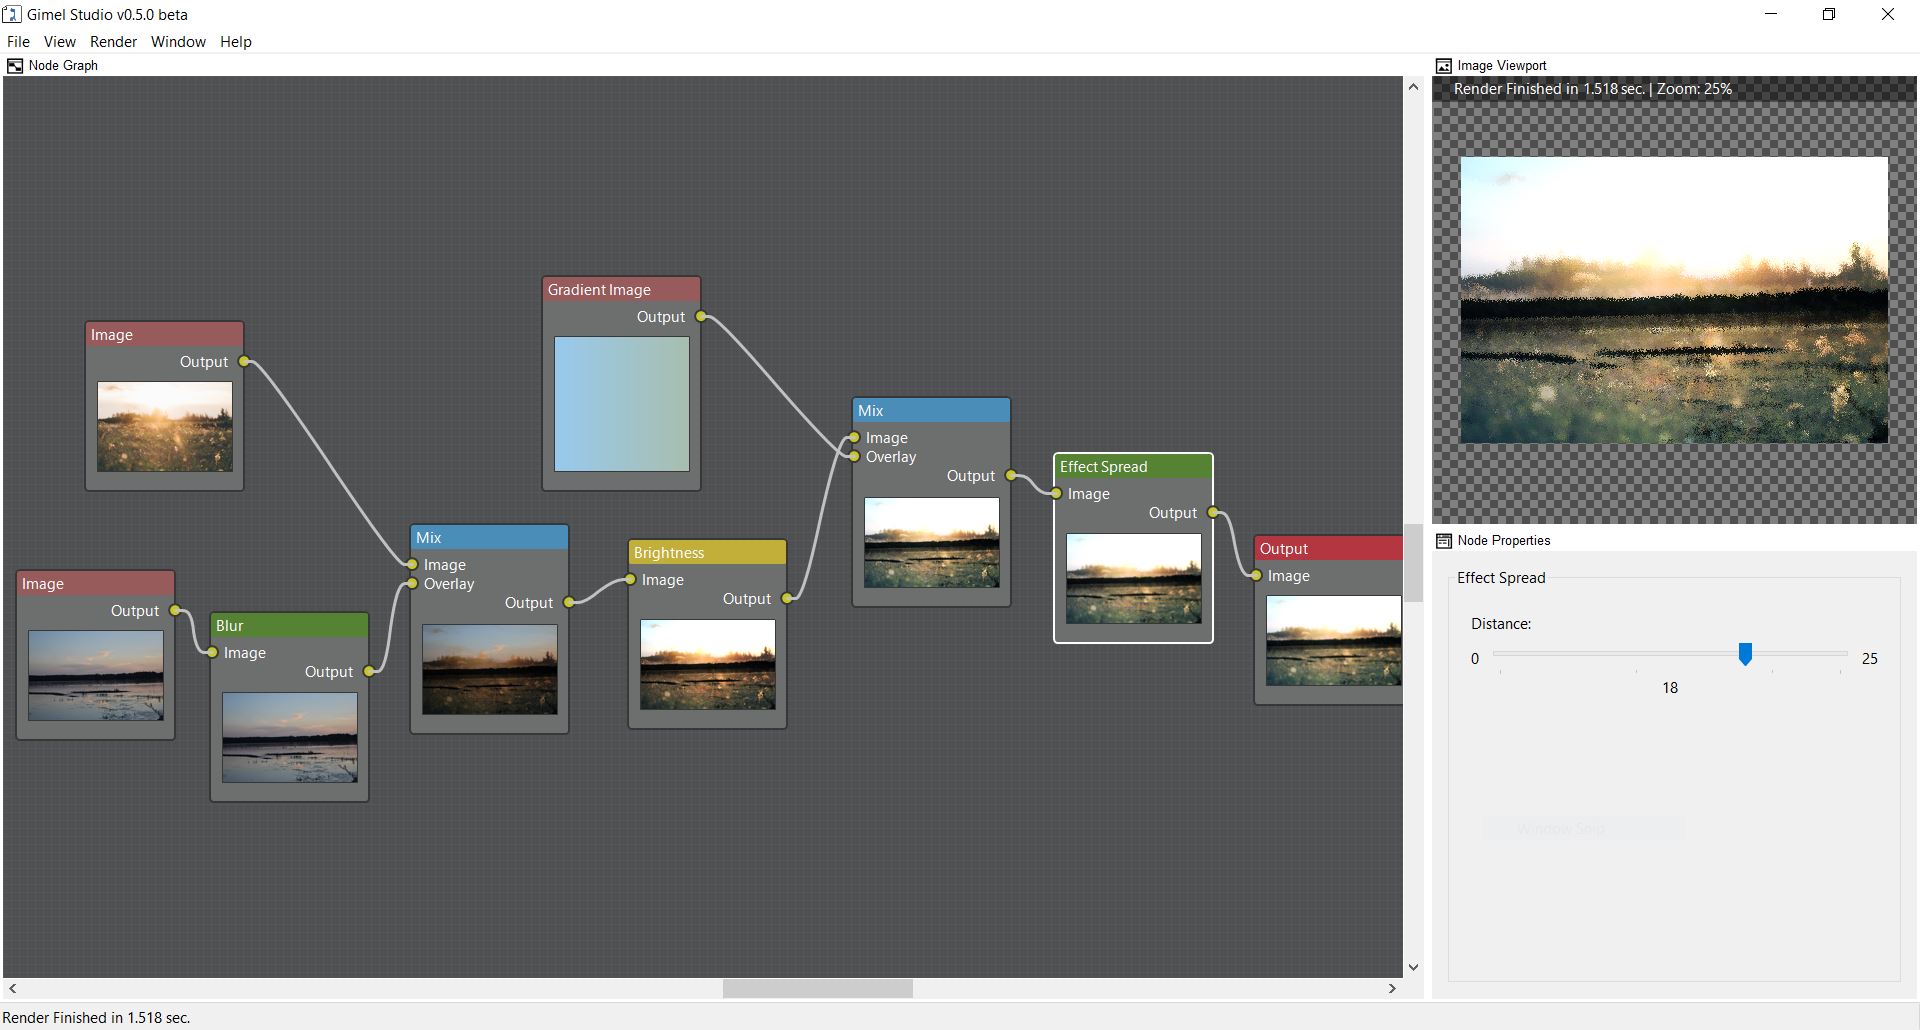 Gimel Studio v0.5.0 beta
File View Render Window Help
Node Graph
Image
Output
Image
Output
Blur
Image
Output
Gradient Image
Output
Mix
Image
Overlay
Output
Brightness
Image
Output
Mix
Image
Overlay
Output
Effect Spread
Image
Output
Output
Image
Image Viewport
Render Finished in 1.518 sec. | Zoom: 25%
Node Properties
Effect Spread
Distance:
0 25
18
Window Snip
Render Finished in 1.518 sec.